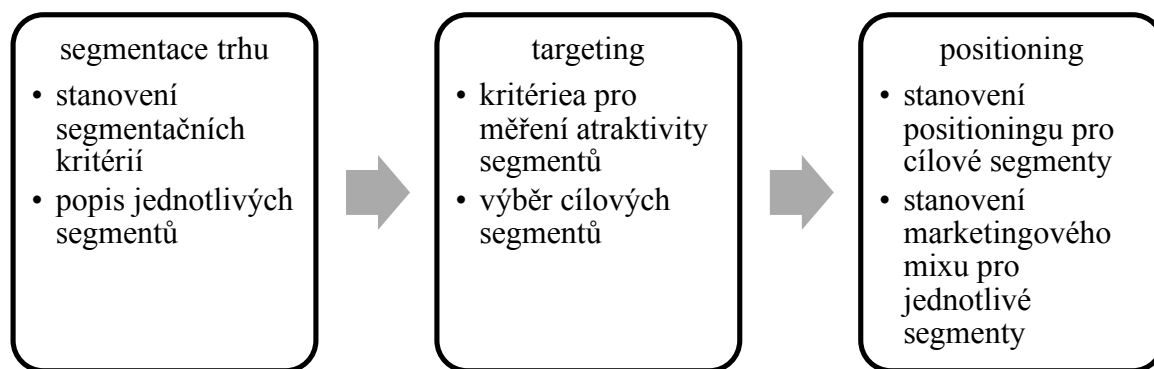 segmentace trhu
• stanovení
segmentačních
kritérií
• popis jednotlivých
segmentů
targeting
• kritériea pro
měření atraktivity
segmentů
• výběr cílových
segmentů
positioning
• stanovení
positioningu pro
cílové segmenty
• stanovení
marketingového
mixu pro
jednotlivé
segmenty